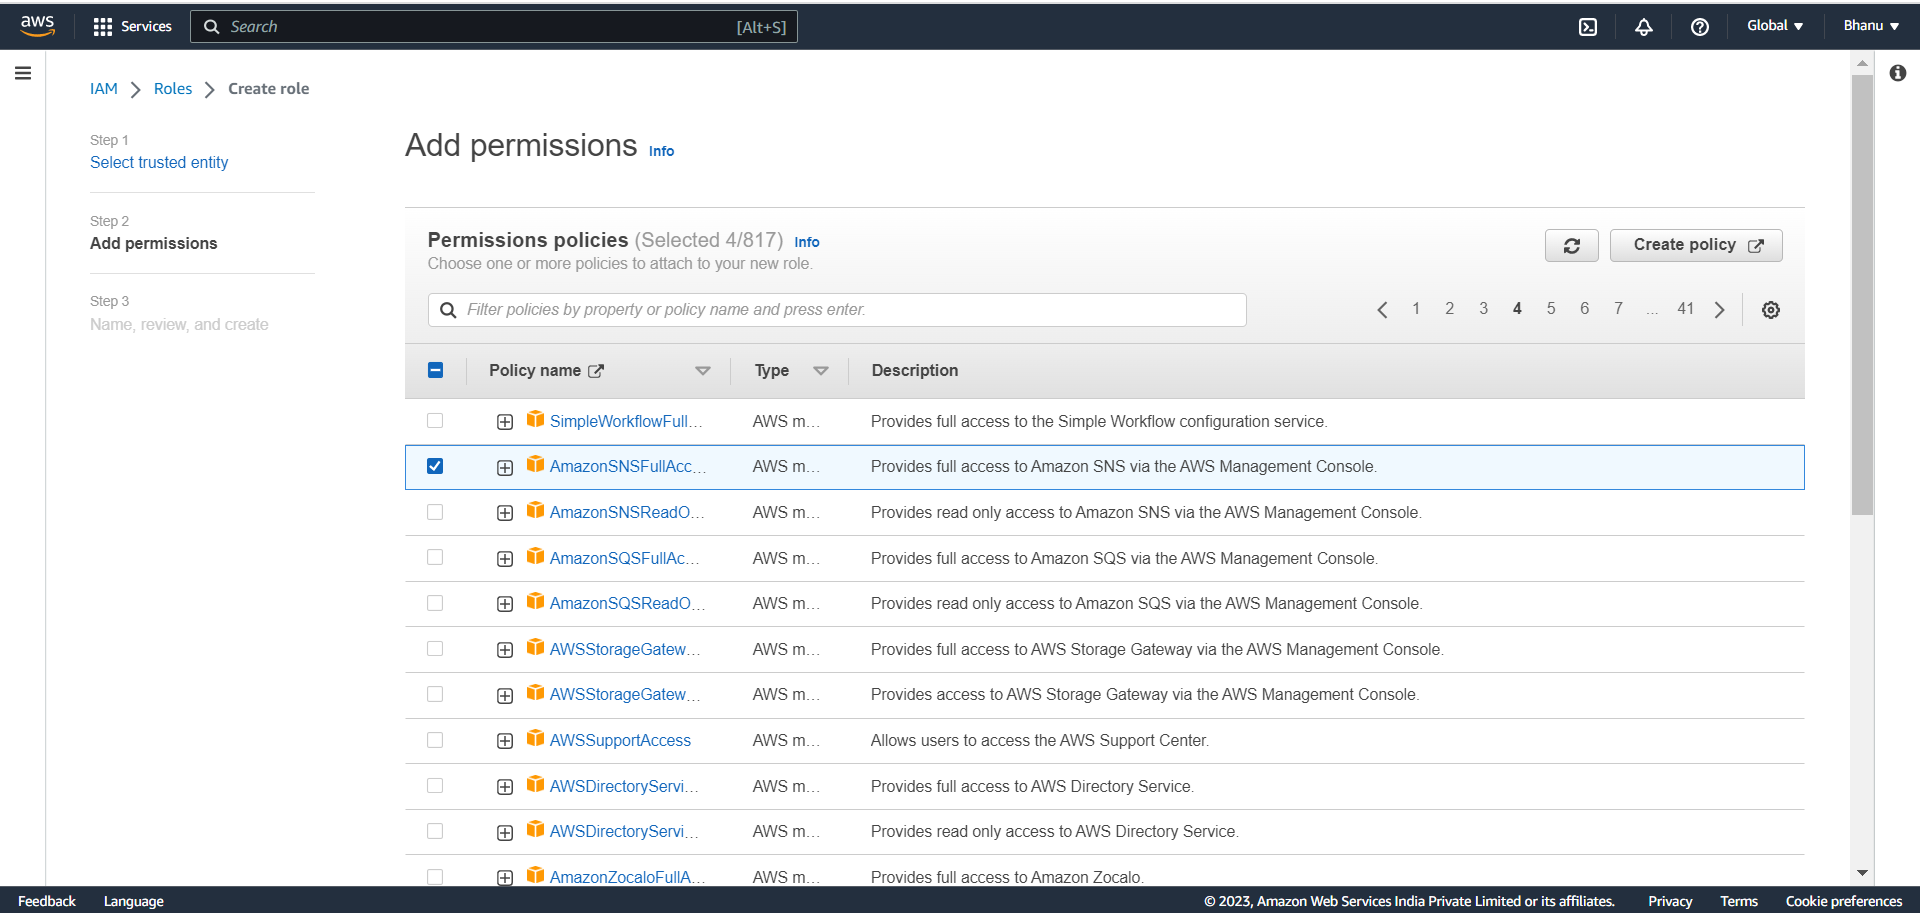 aws Services Search [Alt+S] Global Bhanu
IAM Roles Create role
Step 1
Select trusted entity
Step 2
Add permissions
Step 3
Name, review, and create
Add permissions Info
Permissions policies (Selected 4/817) Info
Choose one or more policies to attach to your new role.
Create policy
Filter policies by property or policy name and press enter.
1 2 3 4 5 6 7 ... 41
Policy name Type Description
SimpleWorkflowFull... AWS m... Provides full access to the Simple Workflow configuration service.
AmazonSNSFullAcc... AWS m... Provides full access to Amazon SNS via the AWS Management Console.
AmazonSNSReadO... AWS m... Provides read only access to Amazon SNS via the AWS Management Console.
AmazonSQSFullAc... AWS m... Provides full access to Amazon SQS via the AWS Management Console.
AmazonSQSReadO... AWS m... Provides read only access to Amazon SQS via the AWS Management Console.
AWSStorageGatew... AWS m... Provides full access to AWS Storage Gateway via the AWS Management Console.
AWSStorageGatew... AWS m... Provides access to AWS Storage Gateway via the AWS Management Console.
AWSSupportAccess AWS m... Allows users to access the AWS Support Center.
AWSDirectoryServi... AWS m... Provides full access to AWS Directory Service.
AWSDirectoryServi... AWS m... Provides read only access to AWS Directory Service.
AmazonZocaloFullA... AWS m... Provides full access to Amazon Zocalo.
Feedback Language © 2023, Amazon Web Services India Private Limited or its affiliates. Privacy Terms Cookie preferences